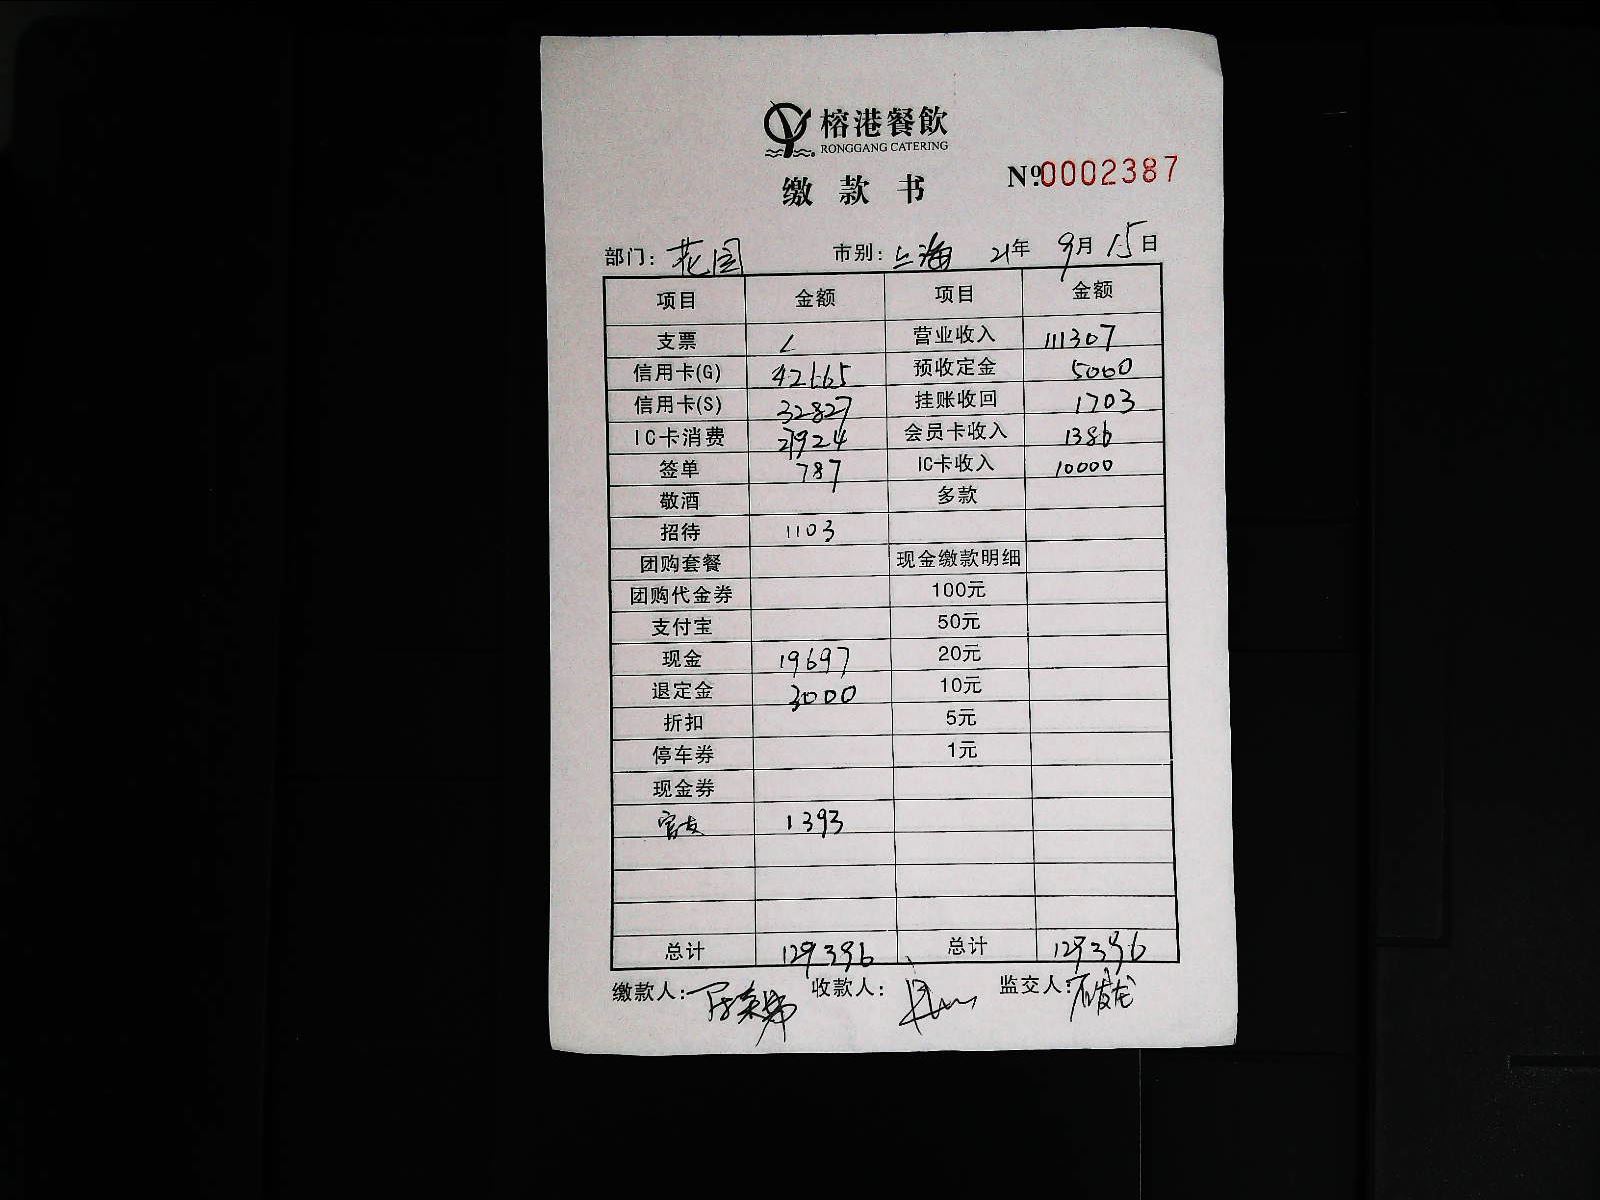 榕港餐飲
RONGGANG CATERING
缴款书 Nº0002387
部门：花园 市别：上海 21年 9月 15日
项目 金额 项目 金额
支票 / 营业收入 111307
信用卡(G) 42665 预收定金 5000
信用卡(S) 32827 挂账收回 1703
IC卡消费 27924 会员卡收入 1386
签单 787 IC卡收入 10000
敬酒 多款
招待 1103
团购套餐 现金缴款明细
团购代金券 100元
支付宝 50元
现金 19697 20元
退定金 3000 10元
折扣 5元
停车券 1元
现金券
1393
总计 129396 总计 129396
缴款人： 收款人： 监交人：